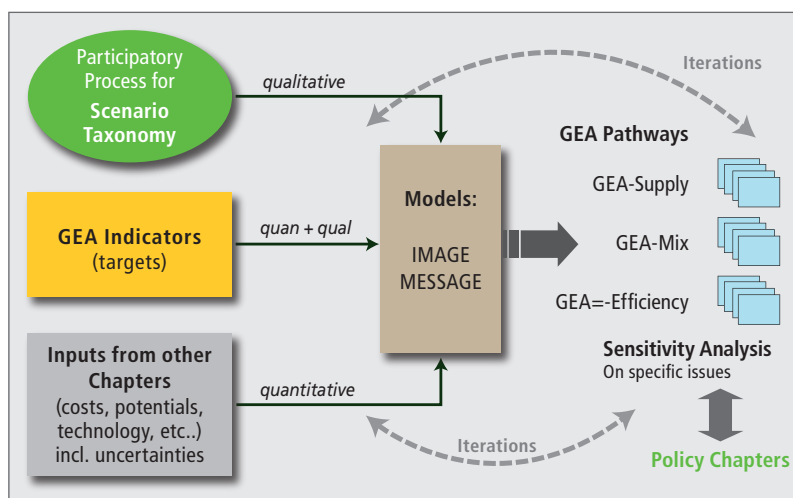 Participatory
Process for
Scenario
Taxonomy
qualitative
Iterations
GEA Indicators
(targets)
quan + qual
Models:
IMAGE
MESSAGE
GEA Pathways
GEA-Supply
GEA-Mix
GEA=-Efficiency
Inputs from other
Chapters
(costs, potentials,
technology, etc..)
incl. uncertainties
quantitative
Iterations
Sensitivity Analysis
On specific issues
Policy Chapters